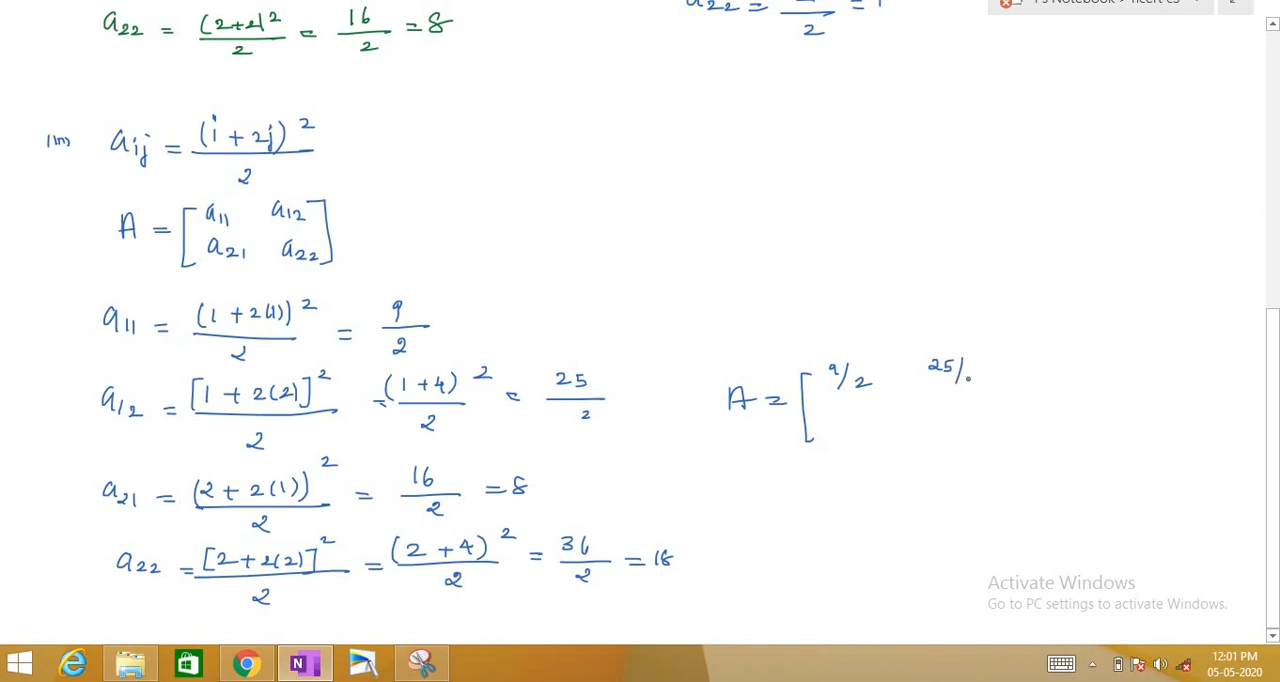 a22 = (2+2)²/2 = 16/2 = 8
a22 = /2 = 1
(iii) aij = (i + 2j)²/2
A = [a11 a12
a21 a22]
a11 = (1 + 2(1))²/2 = 9/2
a12 = [1 + 2(2)]²/2 = (1+4)²/2 = 25/2
A = [ 9/2 25/
a21 = (2 + 2(1))²/2 = 16/2 = 8
a22 = [2+2(2)]²/2 = (2+4)²/2 = 36/2 = 18
Activate Windows
Go to PC settings to activate Windows.
12:01 PM
05-05-2020